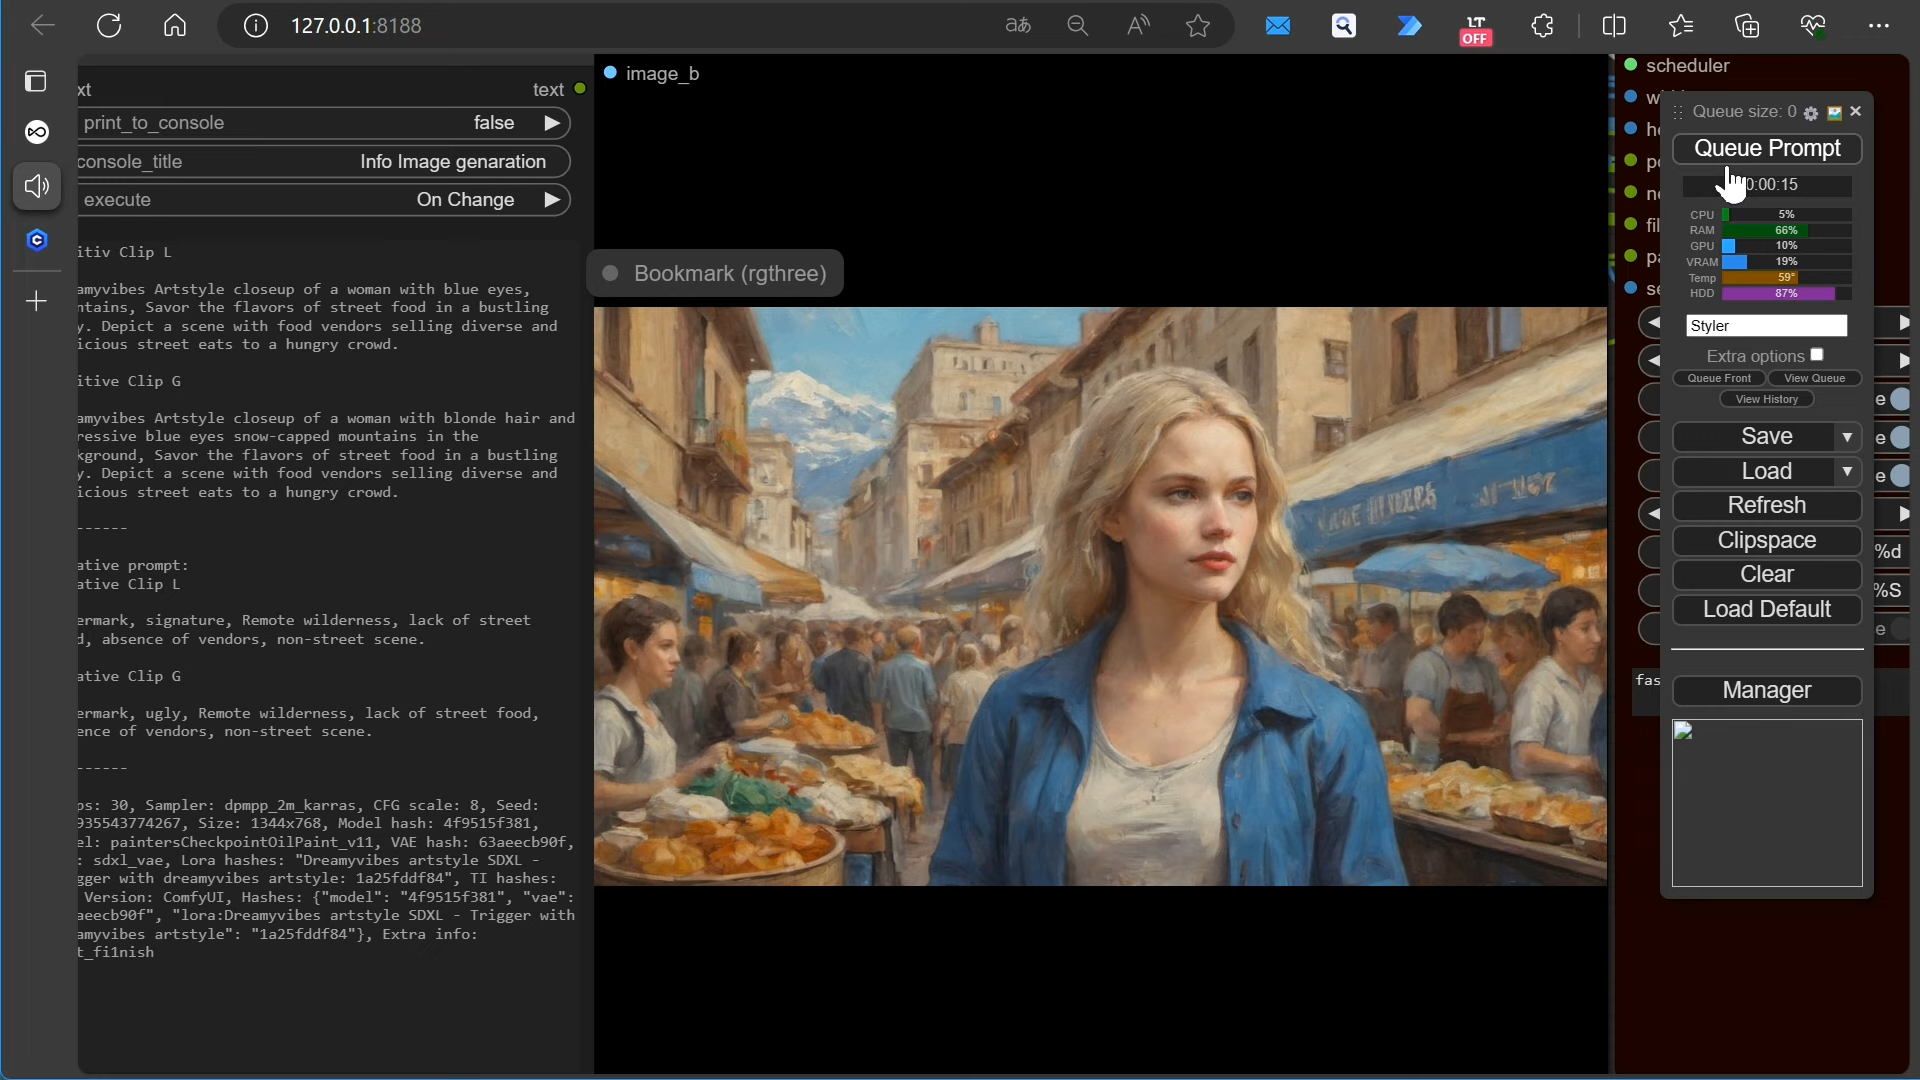 127.0.0.1:8188
LT
OFF
xt
text
print_to_console
false
console_title
Info Image genaration
execute
On Change
itiv Clip L
amyvibes Artstyle closeup of a woman with blue eyes,
ntains, Savor the flavors of street food in a bustling
y. Depict a scene with food vendors selling diverse and
icious street eats to a hungry crowd.
itive Clip G
amyvibes Artstyle closeup of a woman with blonde hair and
ressive blue eyes snow-capped mountains in the
kground, Savor the flavors of street food in a bustling
y. Depict a scene with food vendors selling diverse and
icious street eats to a hungry crowd.
------
ative prompt:
ative Clip L
ermark, signature, Remote wilderness, lack of street
d, absence of vendors, non-street scene.
ative Clip G
ermark, ugly, Remote wilderness, lack of street food,
ence of vendors, non-street scene.
------
ps: 30, Sampler: dpmpp_2m_karras, CFG scale: 8, Seed:
935543774267, Size: 1344x768, Model hash: 4f9515f381,
el: paintersCheckpointOilPaint_v11, VAE hash: 63aeecb90f,
: sdxl_vae, Lora hashes: "Dreamyvibes artstyle SDXL -
gger with dreamyvibes artstyle: 1a25fddf84", TI hashes:
Version: ComfyUI, Hashes: {"model": "4f9515f381", "vae":
aeecb90f", "lora:Dreamyvibes artstyle SDXL - Trigger with
amyvibes artstyle": "1a25fddf84"}, Extra info:
t_fi1nish
image_b
Bookmark (rgthree)
scheduler
w
he
po
ne
fil
pa
se
fas
e
e
e
%d
%S
e
Queue size: 0
Queue Prompt
0:00:15
CPU 5%
RAM 66%
GPU 10%
VRAM 19%
Temp 59°
HDD 87%
Styler
Extra options
Queue Front
View Queue
View History
Save
Load
Refresh
Clipspace
Clear
Load Default
Manager